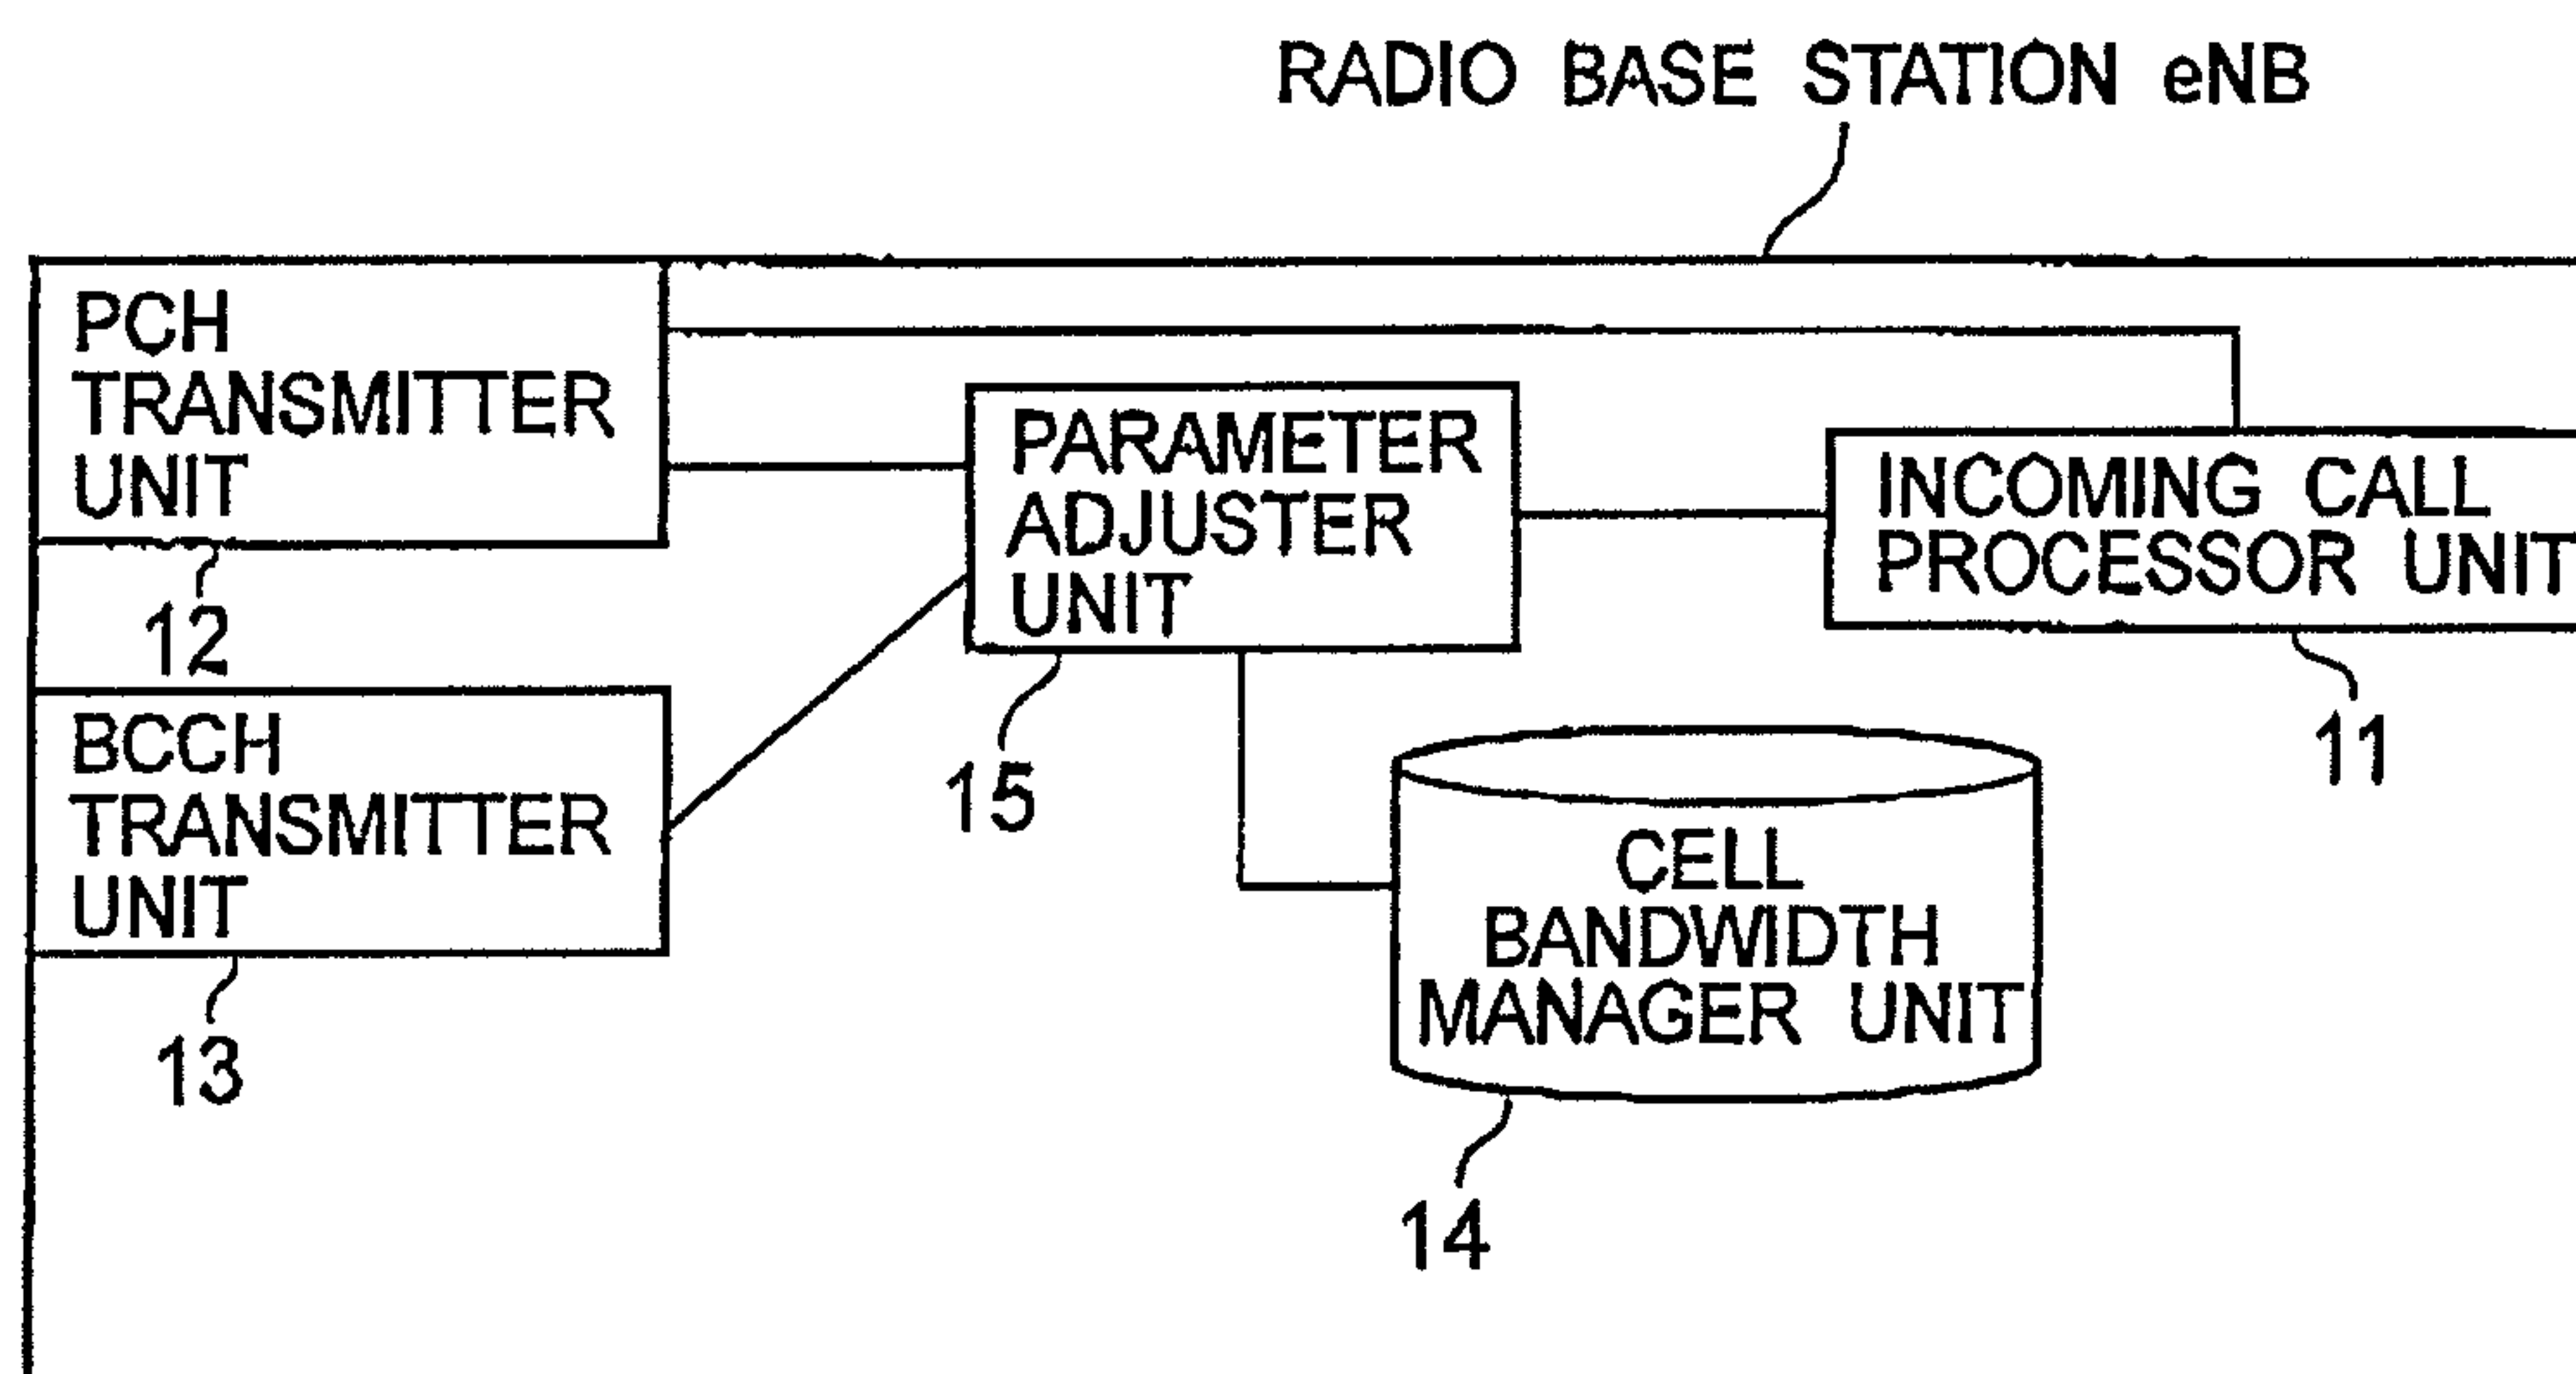 RADIO BASE STATION eNB
PCH
TRANSMITTER
UNIT
12
PARAMETER
ADJUSTER
UNIT
15
INCOMING CALL
PROCESSOR UNIT
11
BCCH
TRANSMITTER
UNIT
13
CELL
BANDWIDTH
MANAGER UNIT
14